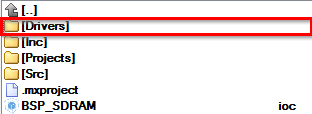 [..]
[Drivers]
[Inc]
[Projects]
[Src]
.mxproject
BSP_SDRAM ioc